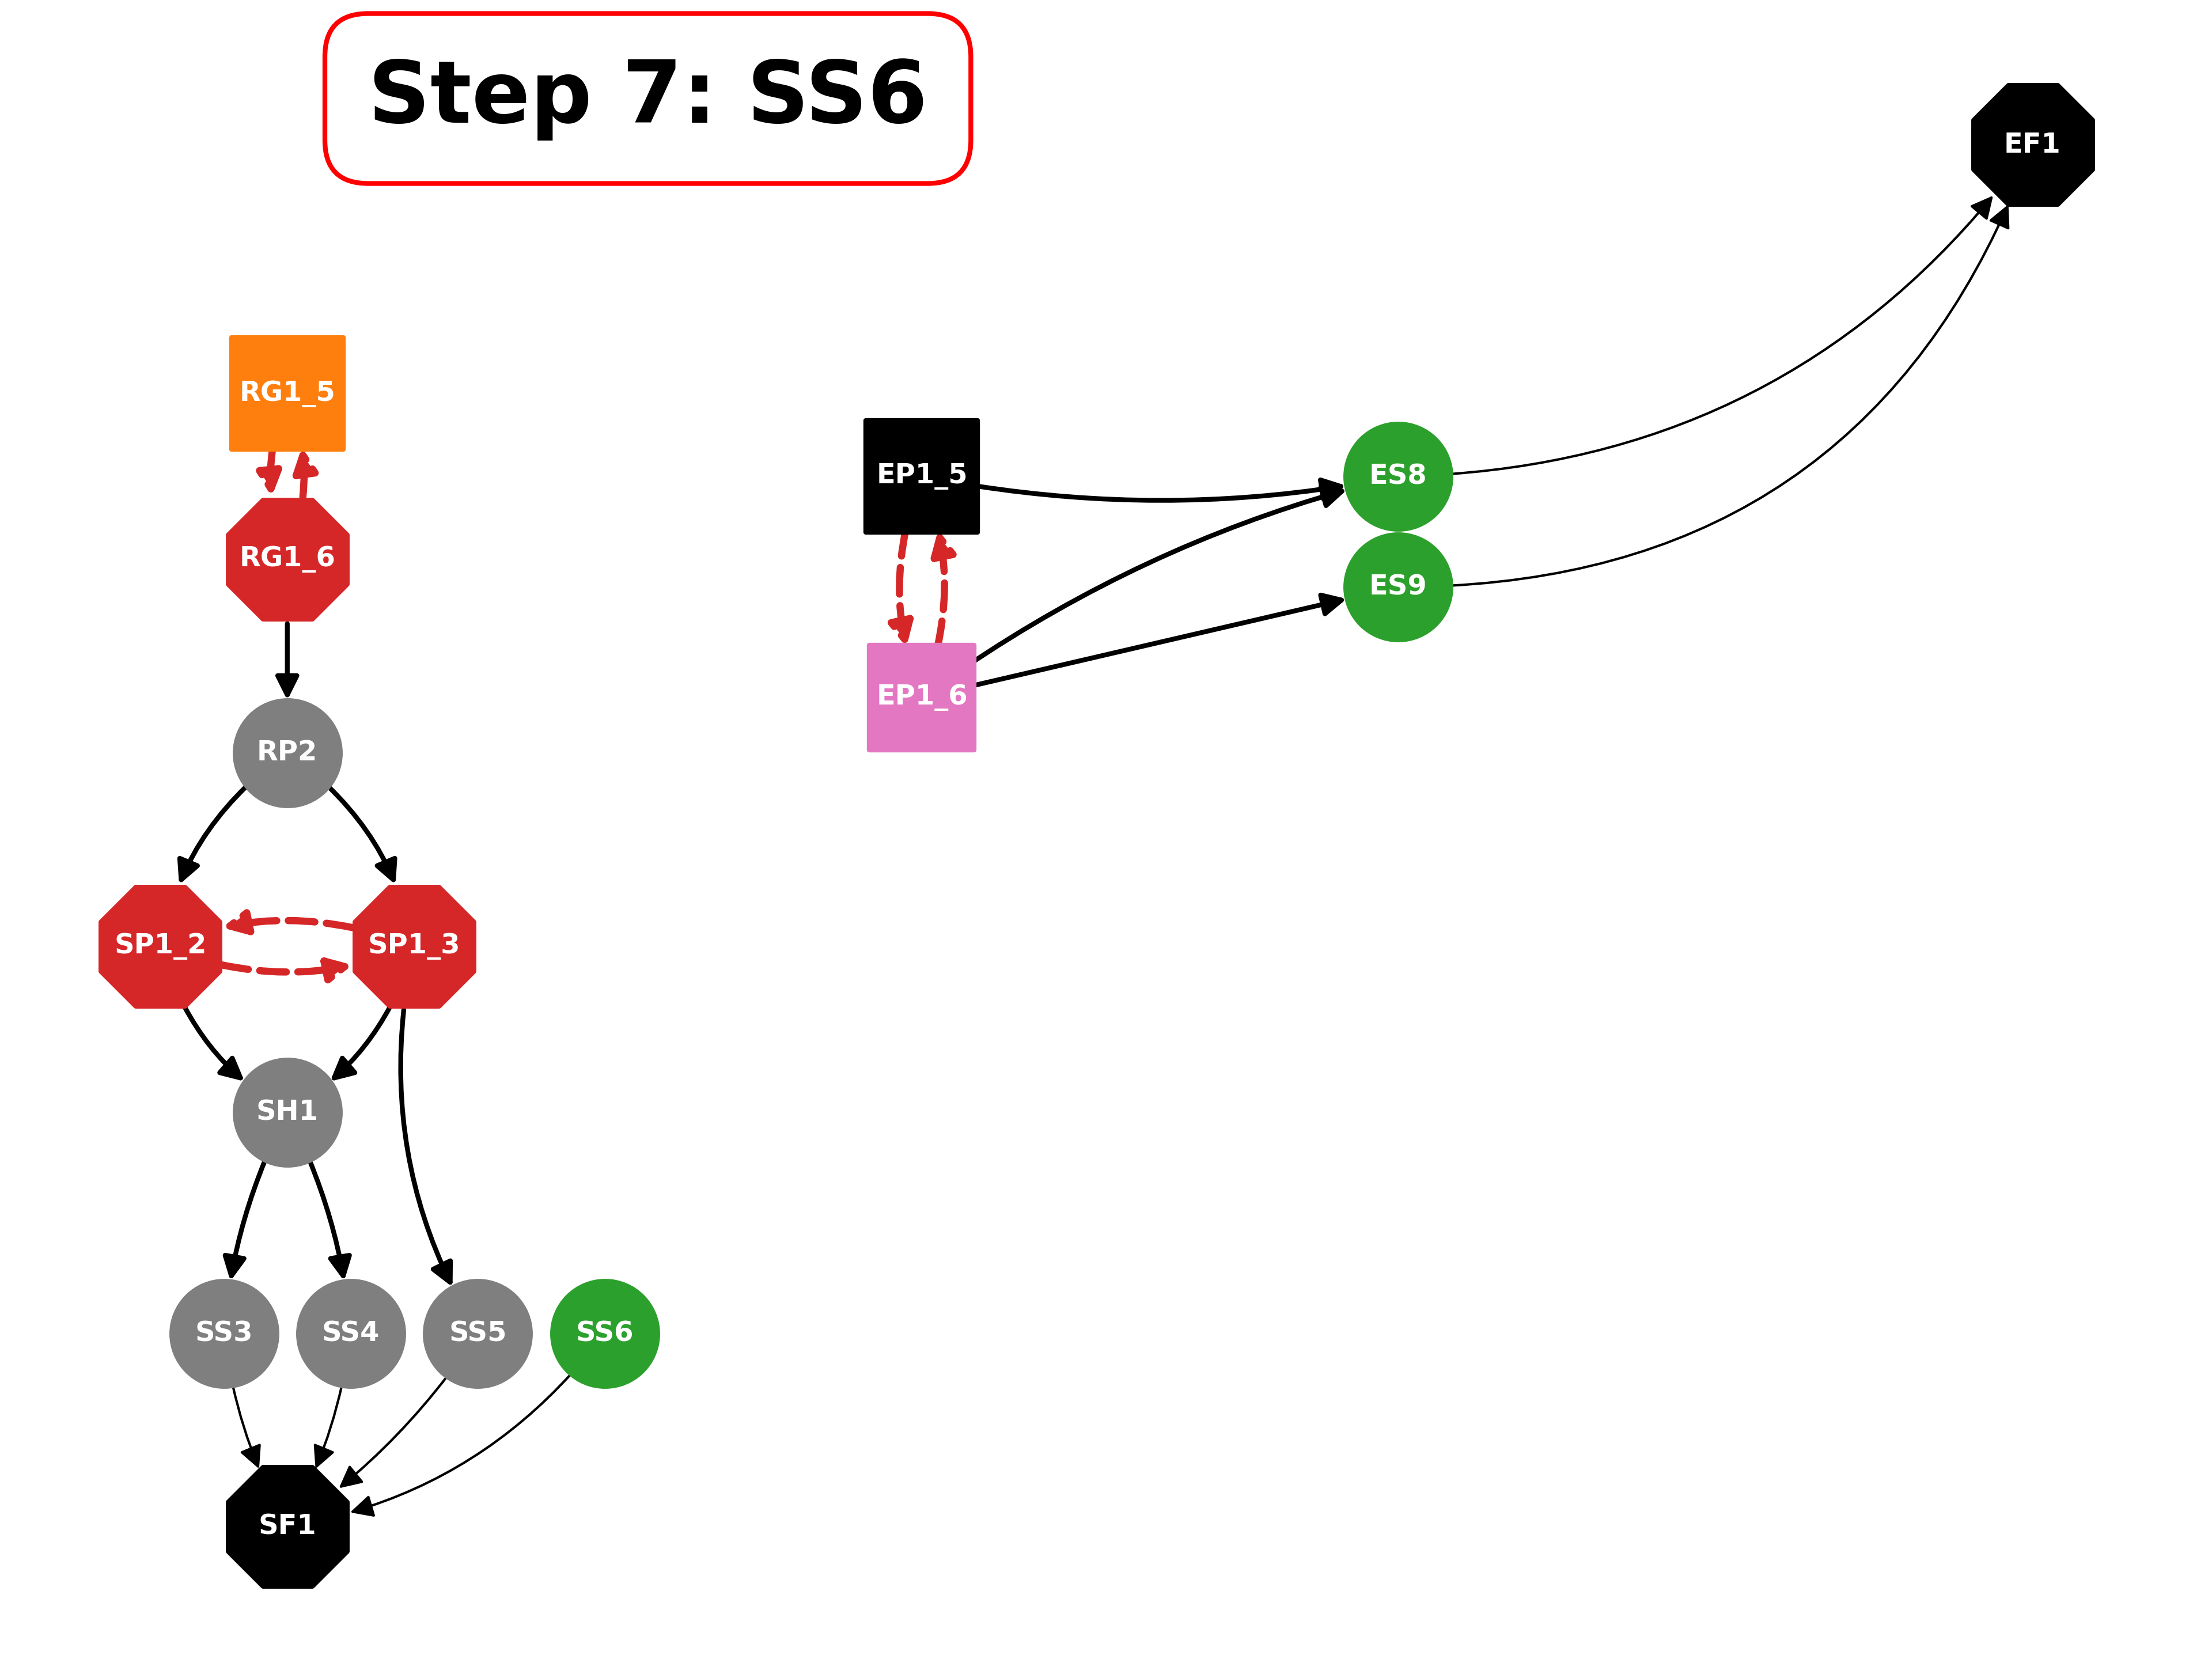 Step 7: SS6
EF1
RG1_5
EP1_5
ES8
RG1_6
ES9
EP1_6
RP2
SP1_2
SP1_3
SH1
SS3
SS4
SS5
SS6
SF1